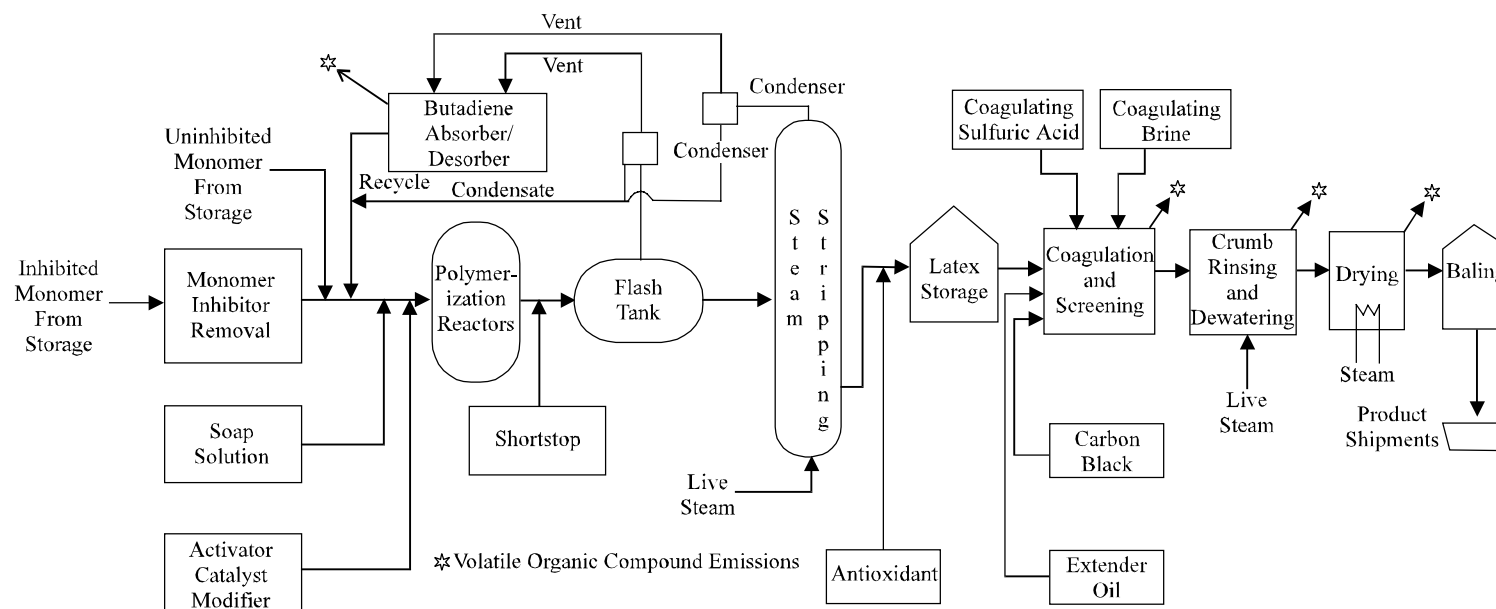 Vent
Vent
Condenser
Butadiene
Absorber/
Desorber
Condenser
Uninhibited
Monomer
From
Storage
Recycle
Condensate
Coagulating
Sulfuric Acid
Coagulating
Brine
Inhibited
Monomer
From
Storage
Monomer
Inhibitor
Removal
Polymer-
ization
Reactors
Flash
Tank
Steam
Stripping
Latex
Storage
Coagulation
and
Screening
Crumb
Rinsing
and
Dewatering
Drying
Baling
Steam
Live
Steam
Product
Shipments
Soap
Solution
Shortstop
Carbon
Black
Live
Steam
Activator
Catalyst
Modifier
Volatile Organic Compound Emissions
Antioxidant
Extender
Oil